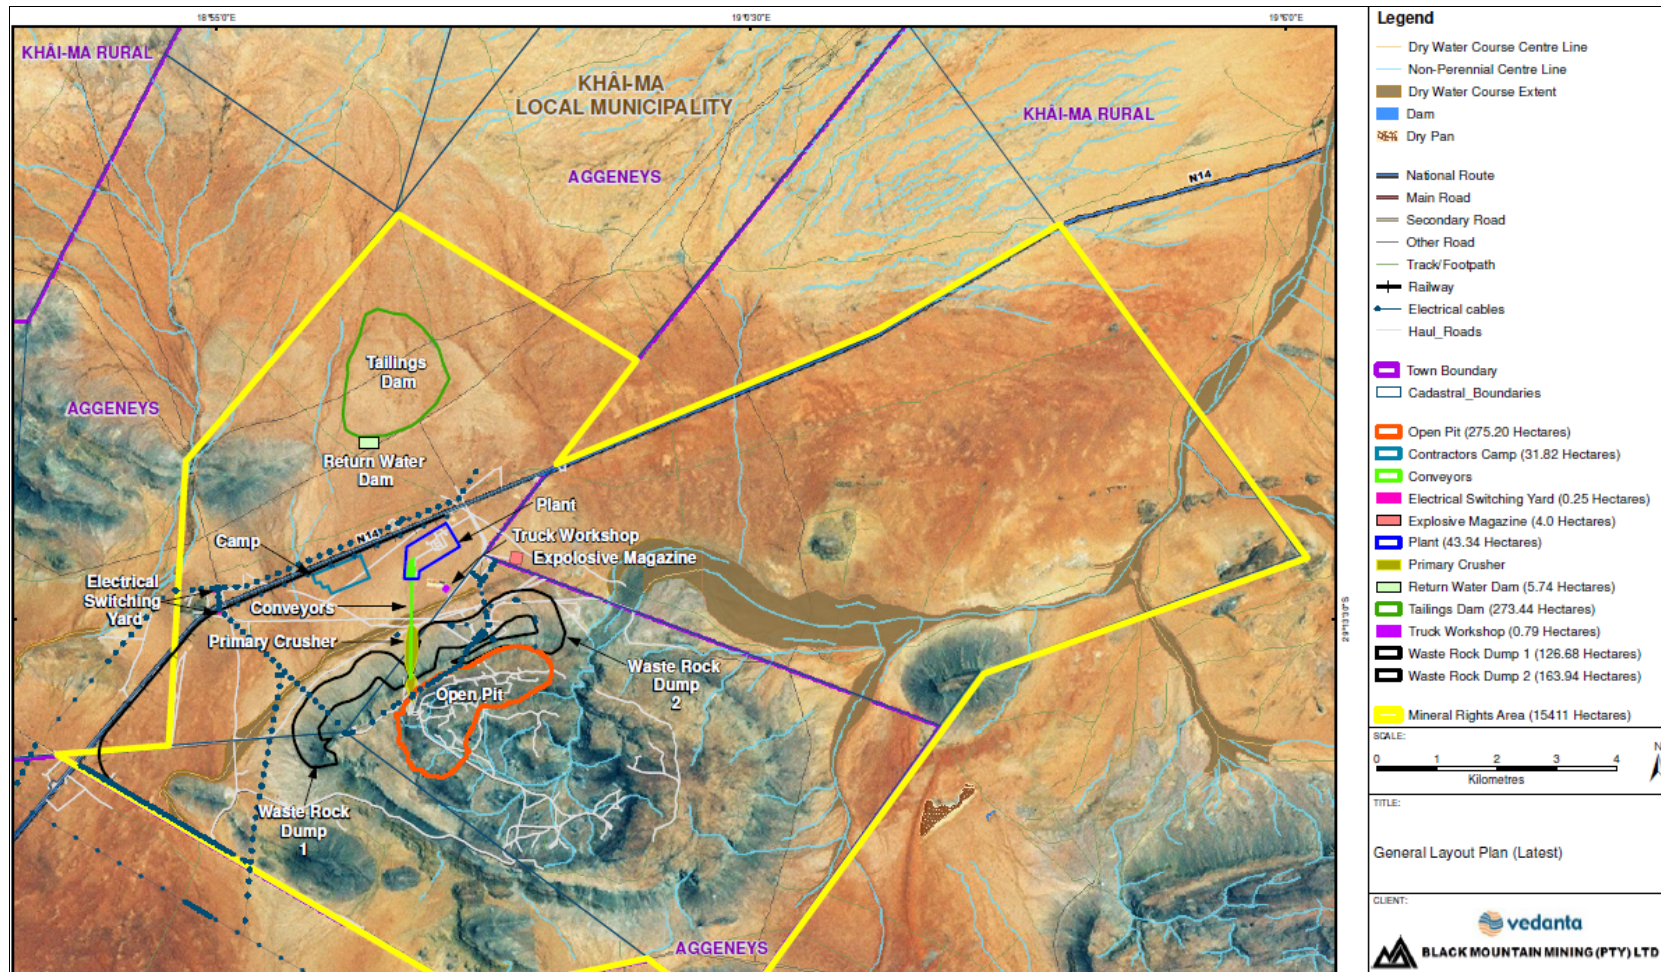 18°55'0"E
19°0'30"E
19°6'0"E
KHÂI-MA RURAL
KHÂI-MA
LOCAL MUNICIPALITY
KHÂI-MA RURAL
AGGENEYS
N14
Tailings
Dam
AGGENEYS
Return Water
Dam
Plant
N14
Camp
Truck Workshop
Expolosive Magazine
Electrical
Switching
Yard
Conveyors
Primary Crusher
Waste Rock
Dump
2
Open Pit
Waste Rock
Dump
1
AGGENEYS
29°13'30"S
Legend
Dry Water Course Centre Line
Non-Perennial Centre Line
Dry Water Course Extent
Dam
Dry Pan
National Route
Main Road
Secondary Road
Other Road
Track/Footpath
Railway
Electrical cables
Haul_Roads
Town Boundary
Cadastral_Boundaries
Open Pit (275.20 Hectares)
Contractors Camp (31.82 Hectares)
Conveyors
Electrical Switching Yard (0.25 Hectares)
Explosive Magazine (4.0 Hectares)
Plant (43.34 Hectares)
Primary Crusher
Return Water Dam (5.74 Hectares)
Tailings Dam (273.44 Hectares)
Truck Workshop (0.79 Hectares)
Waste Rock Dump 1 (126.68 Hectares)
Waste Rock Dump 2 (163.94 Hectares)
Mineral Rights Area (15411 Hectares)
SCALE:
0 1 2 3 4
Kilometres
N
TITLE:
General Layout Plan (Latest)
CLIENT:
vedanta
BLACK MOUNTAIN MINING (PTY) LTD